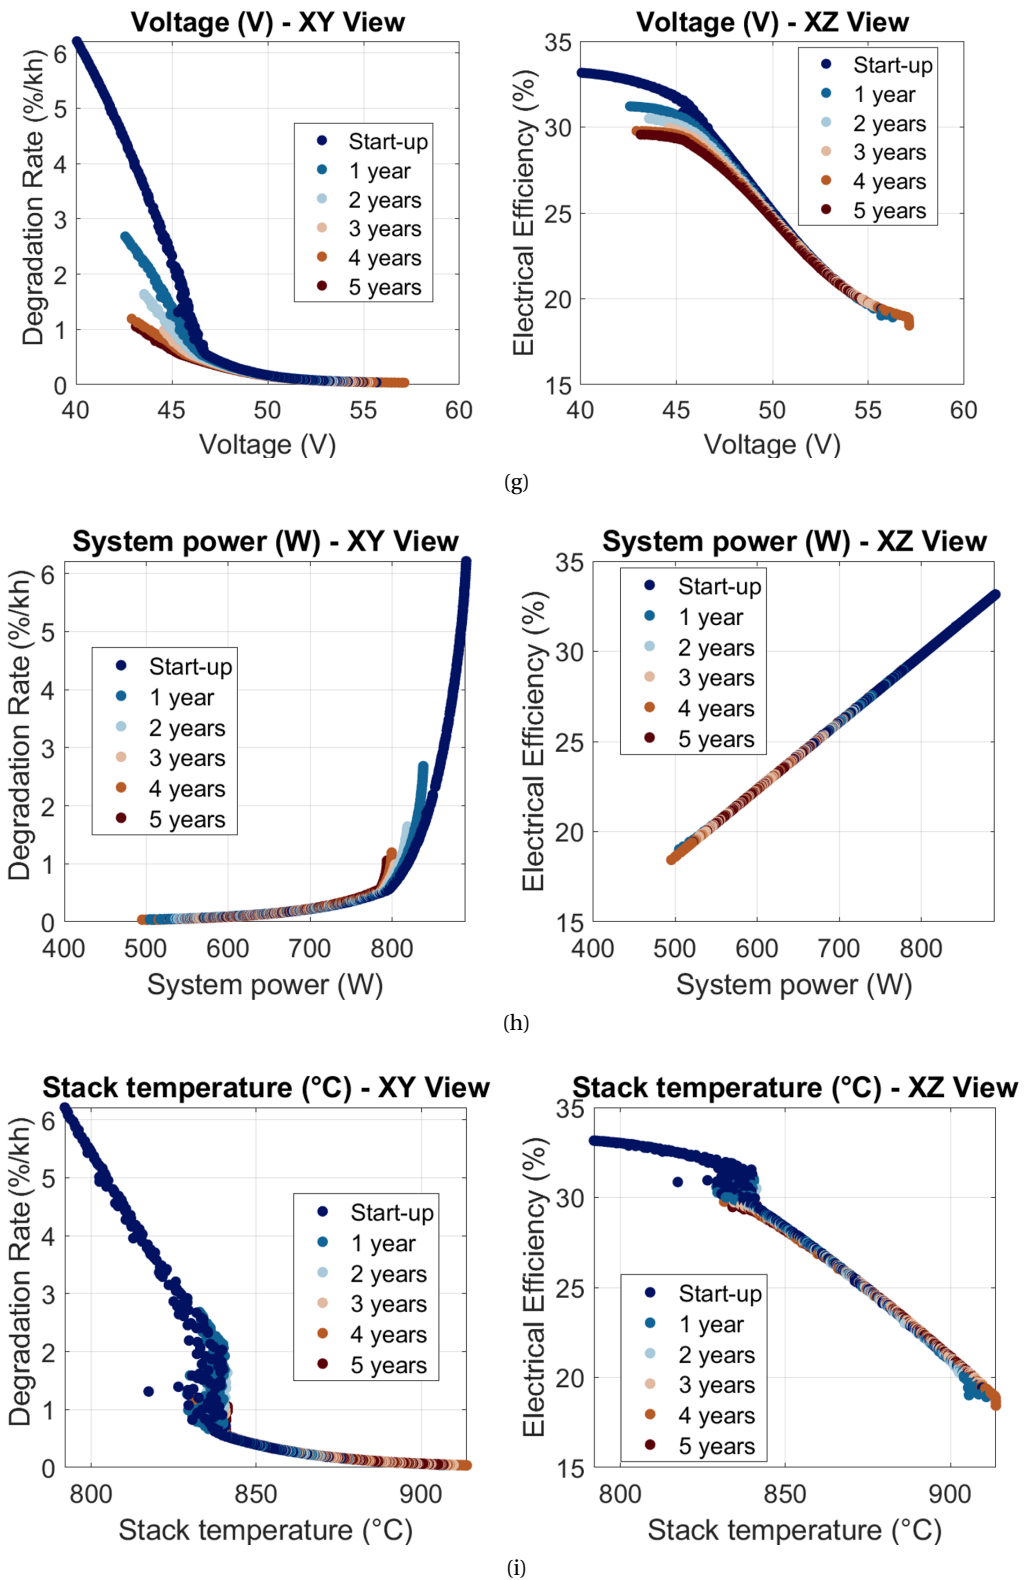 Voltage (V) - XY View
Degradation Rate (%/kh)
6
5
4
3
2
1
0
40 45 50 55 60
Voltage (V)
Start-up
1 year
2 years
3 years
4 years
5 years
Voltage (V) - XZ View
Electrical Efficiency (%)
35
30
25
20
15
40 45 50 55 60
Voltage (V)
Start-up
1 year
2 years
3 years
4 years
5 years
(g)
System power (W) - XY View
Degradation Rate (%/kh)
6
5
4
3
2
1
0
400 500 600 700 800
System power (W)
Start-up
1 year
2 years
3 years
4 years
5 years
System power (W) - XZ View
Electrical Efficiency (%)
35
30
25
20
15
400 500 600 700 800
System power (W)
Start-up
1 year
2 years
3 years
4 years
5 years
(h)
Stack temperature (°C) - XY View
Degradation Rate (%/kh)
6
5
4
3
2
1
0
800 850 900
Stack temperature (°C)
Start-up
1 year
2 years
3 years
4 years
5 years
Stack temperature (°C) - XZ View
Electrical Efficiency (%)
35
30
25
20
15
800 850 900
Stack temperature (°C)
Start-up
1 year
2 years
3 years
4 years
5 years
(i)